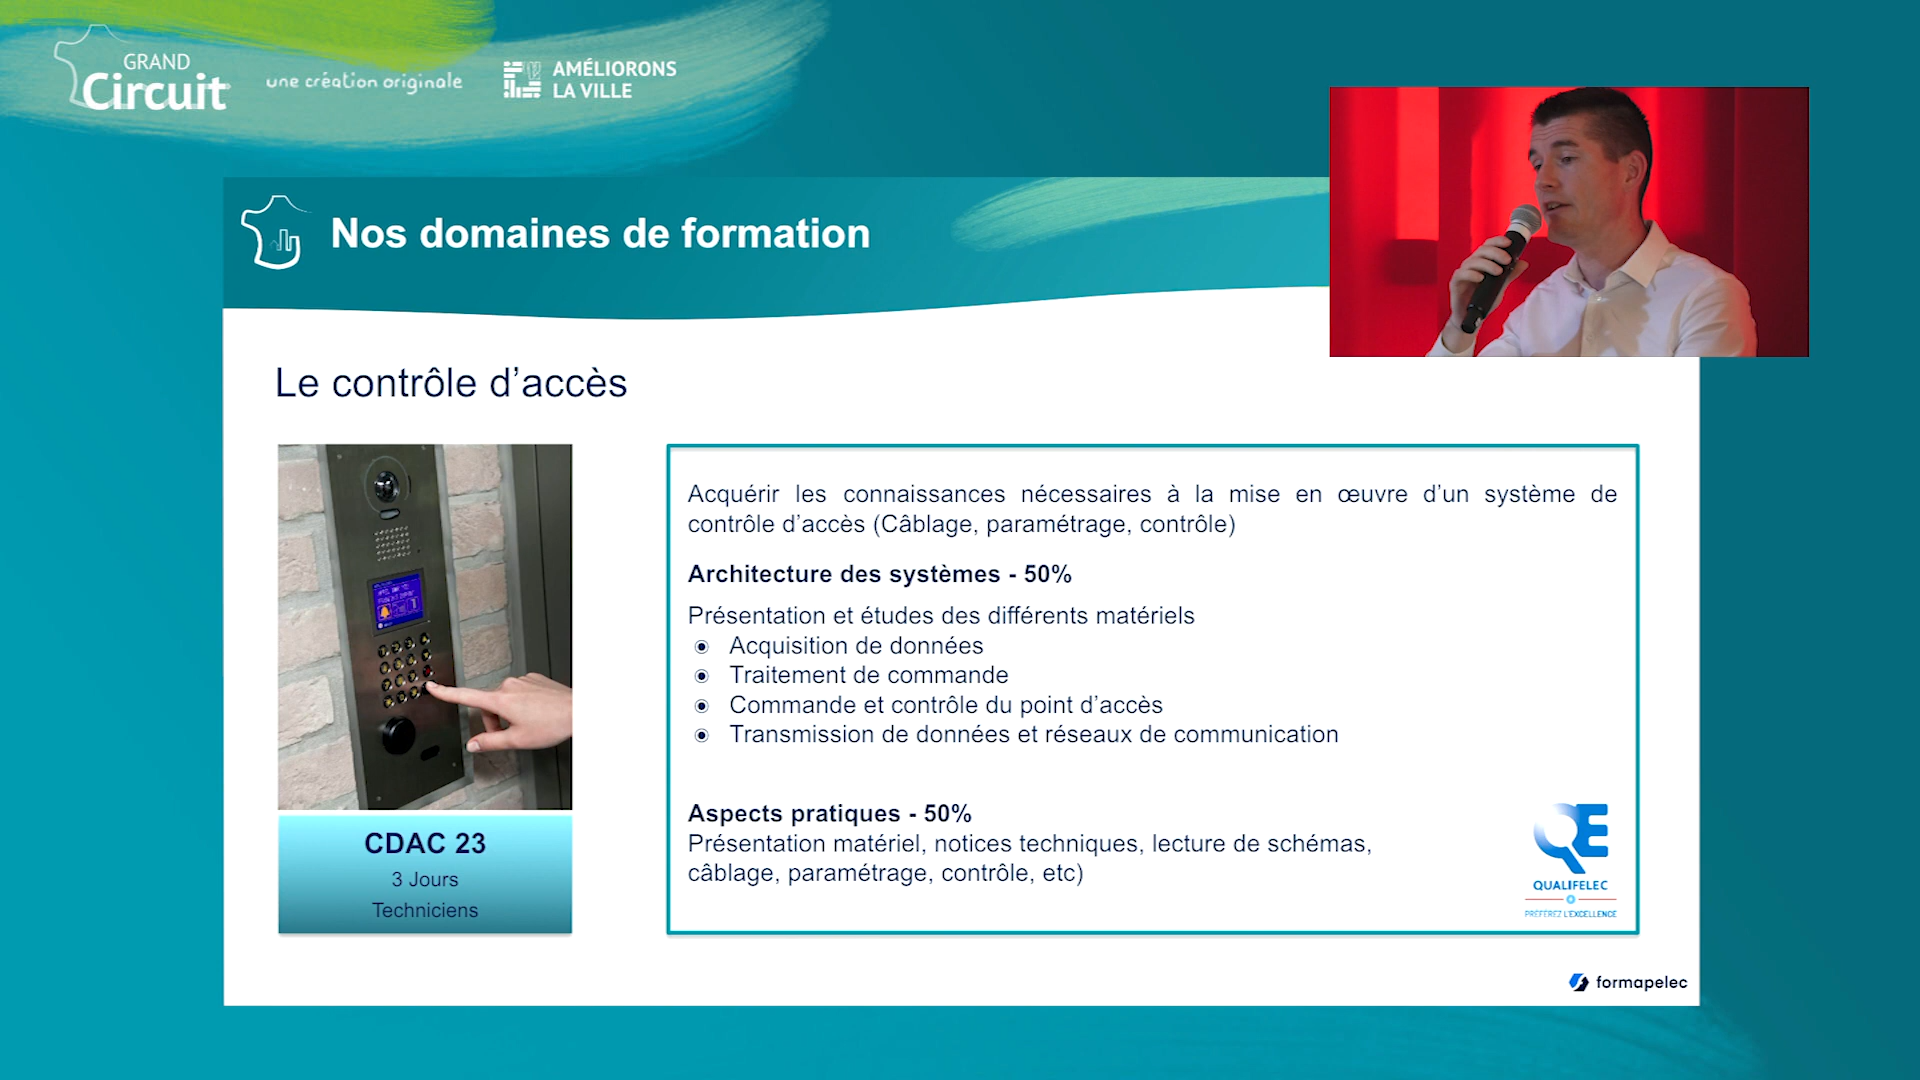 GRAND
Circuit
une création originale
AMÉLIORONS
LA VILLE
Nos domaines de formation
Le contrôle d’accès
Acquérir les connaissances nécessaires à la mise en œuvre d’un système de
contrôle d’accès (Câblage, paramétrage, contrôle)
Architecture des systèmes - 50%
Présentation et études des différents matériels
Acquisition de données
Traitement de commande
Commande et contrôle du point d’accès
Transmission de données et réseaux de communication
Aspects pratiques - 50%
Présentation matériel, notices techniques, lecture de schémas,
câblage, paramétrage, contrôle, etc)
CDAC 23
3 Jours
Techniciens
QUALIFELEC
PRÉFÉREZ L’EXCELLENCE
formapelec